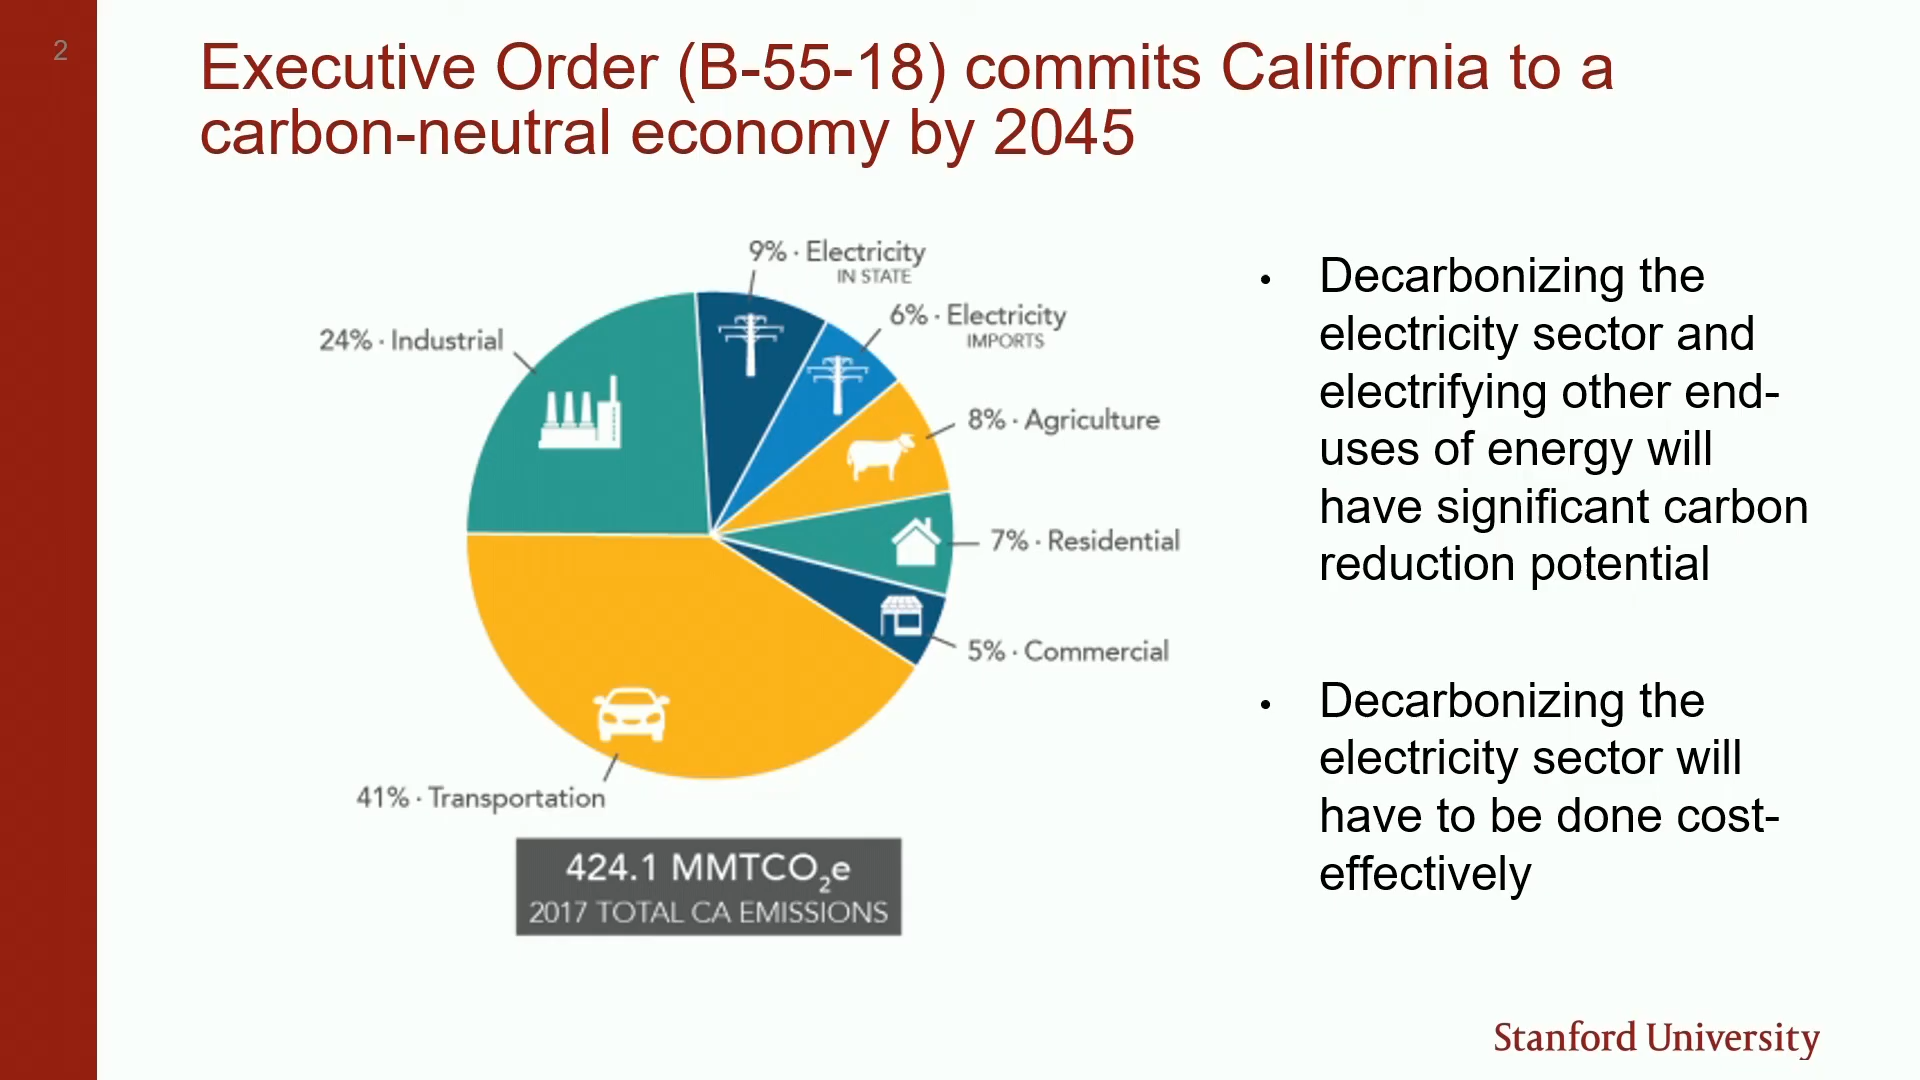 2
Executive Order (B-55-18) commits California to a
carbon-neutral economy by 2045
9% · Electricity
IN STATE
6% · Electricity
IMPORTS
24% · Industrial
8% · Agriculture
7% · Residential
5% · Commercial
41% · Transportation
424.1 MMTCO₂e
2017 TOTAL CA EMISSIONS
• Decarbonizing the
electricity sector and
electrifying other end-
uses of energy will
have significant carbon
reduction potential
• Decarbonizing the
electricity sector will
have to be done cost-
effectively
Stanford University